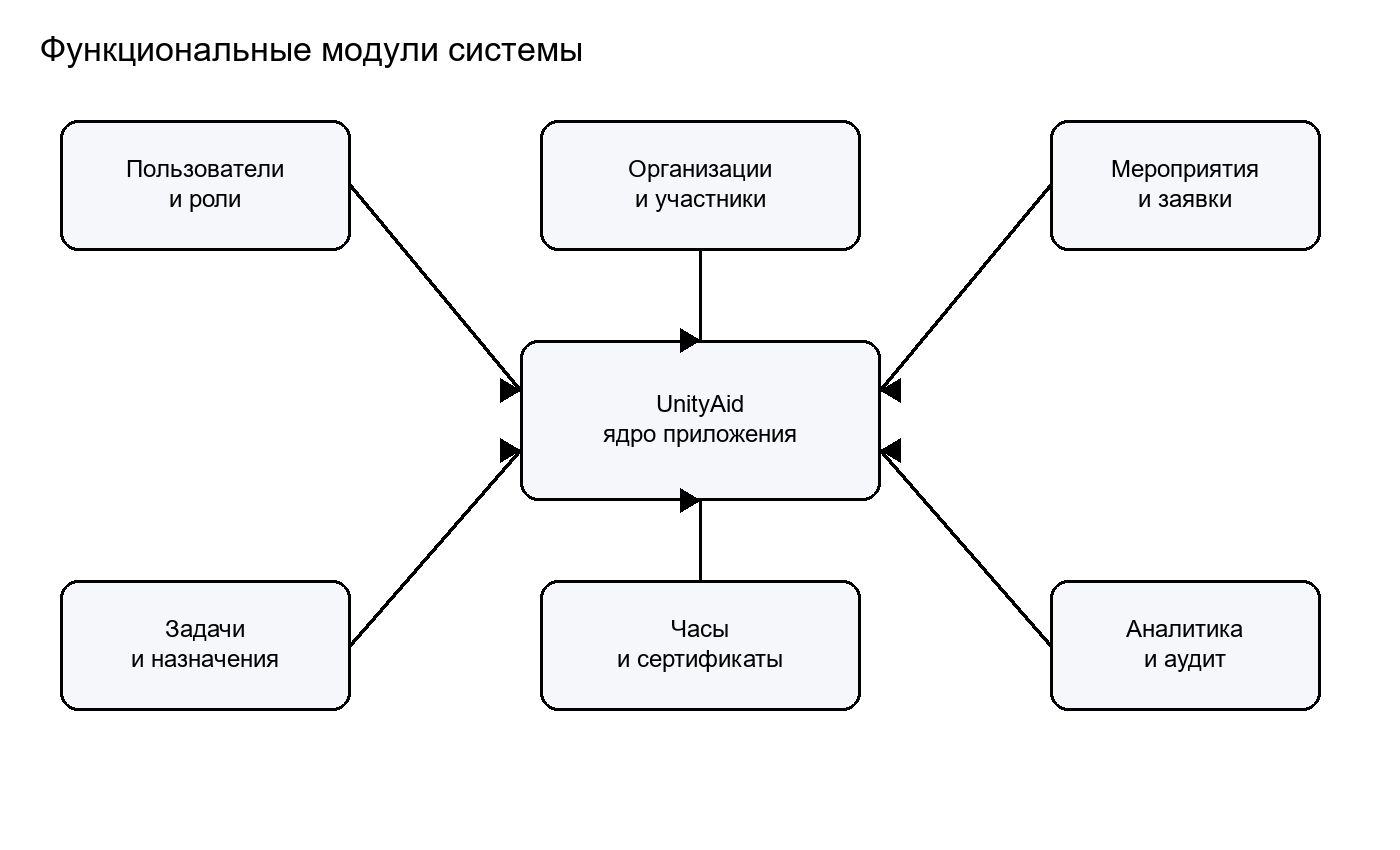 Функциональные модули системы
Пользователи
и роли
Организации
и участники
Мероприятия
и заявки
UnityAid
ядро приложения
Задачи
и назначения
Часы
и сертификаты
Аналитика
и аудит